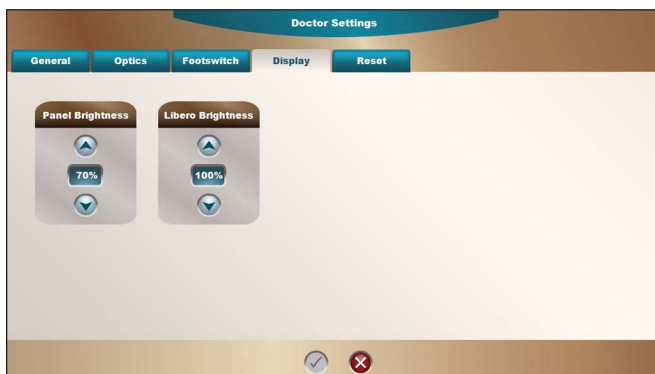 Doctor Settings
General Optics Footswitch Display Reset
Panel Brightness Libero Brightness
70% 100%